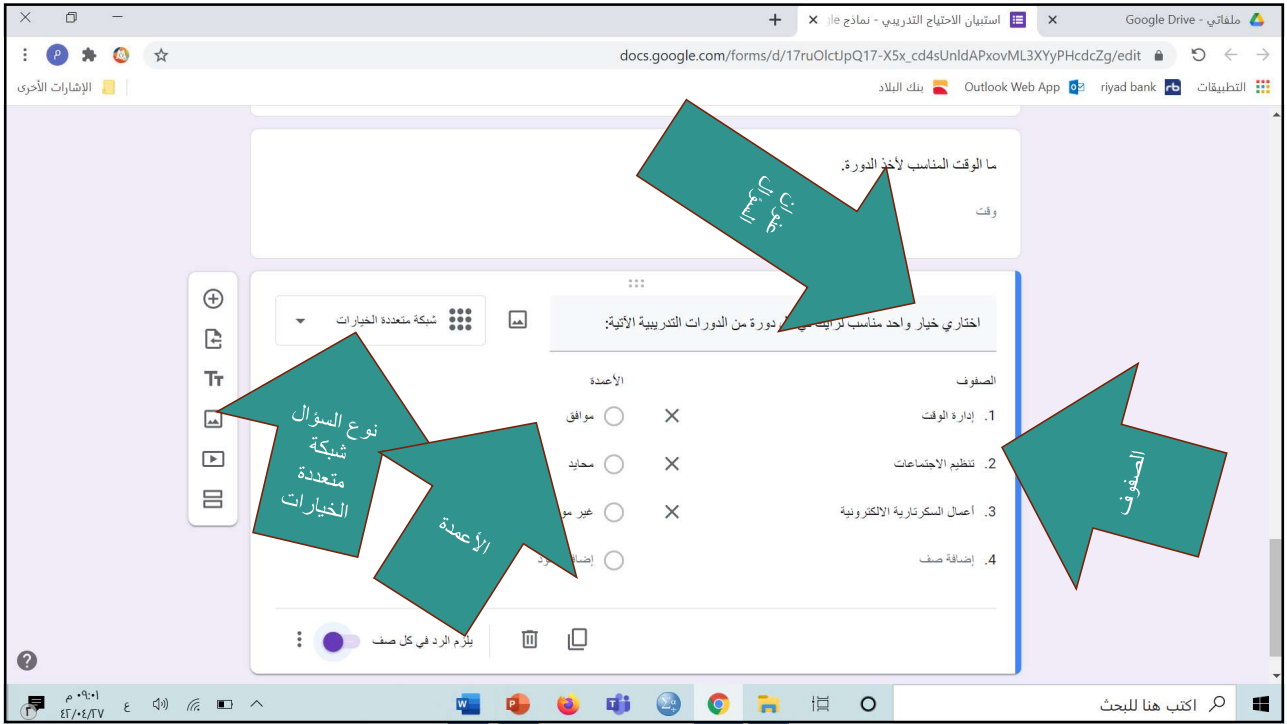 ملفاتي - Google Drive
استبيان الاحتياج التدريبي - نماذج
docs.google.com/forms/d/17ruOlctUpQ17-X5x_cd4sUnldAPxovML3XYyPHcdcZg/edit
التطبيقات
riyad bank
Outlook Web App
بنك البلاد
الإشارات الأخرى
ما الوقت المناسب لأخذ الدورة.
وقت
عنوان
السؤال
اختاري خيار واحد مناسب لرأيك في دورة من الدورات التدريبية الآتية:
شبكة متعددة الخيارات
الصفوف
الأعمدة
1. إدارة الوقت
موافق
2. تنظيم الاجتماعات
محايد
3. أعمال السكرتارية الالكترونية
غير
4. إضافة صف
الصفوف
نوع السؤال
شبكة
متعددة
الخيارات
الأعمدة
يلزم الرد في كل صف
اكتب هنا للبحث
ع
٠٩:٠١ م